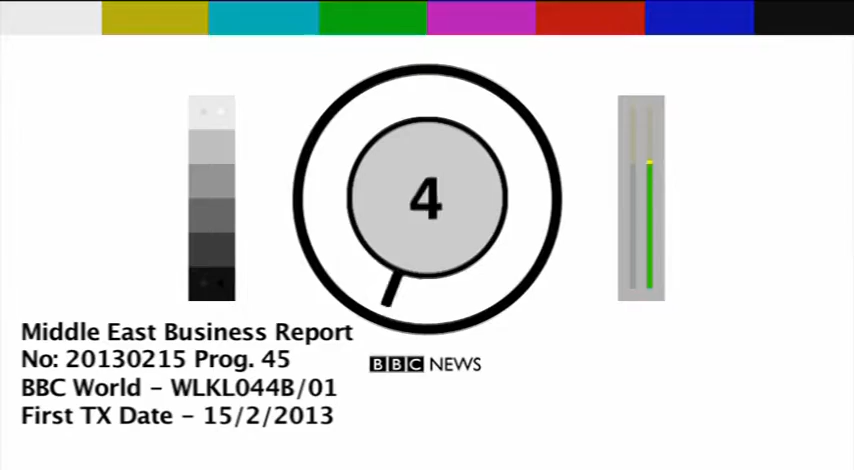 4
Middle East Business Report
No: 20130215 Prog. 45
BBC World - WLKL044B/01
First TX Date - 15/2/2013
BBC NEWS